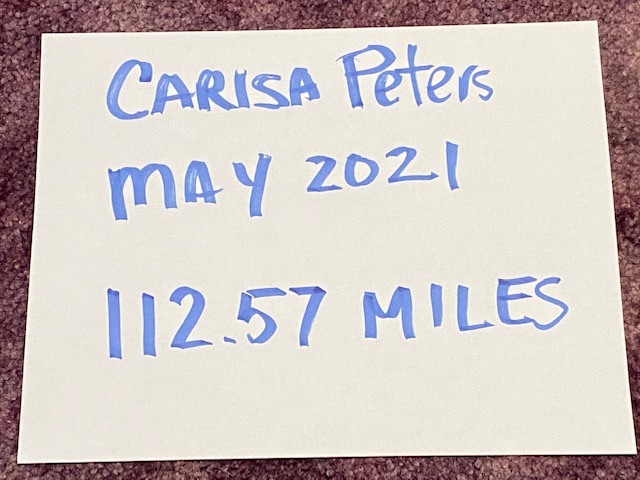 CARISA Peters
MAY 2021
112.57 MILES